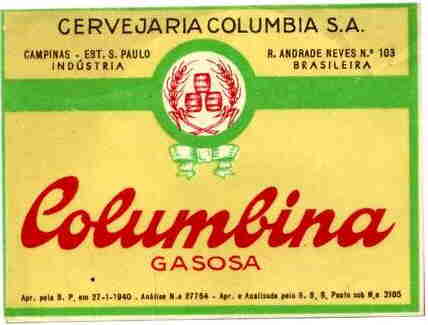 CERVEJARIA COLUMBIA S.A.
CAMPINAS - EST. S. PAULO
INDÚSTRIA
R. ANDRADE NEVES N.º 103
BRASILEIRA
Columbina
GASOSA
Apr. pela S. P. em 27-1-1940 . Análise N.o 27754 - Apr. e Analisada pelo S. S. S. Paulo sob N.o 3105